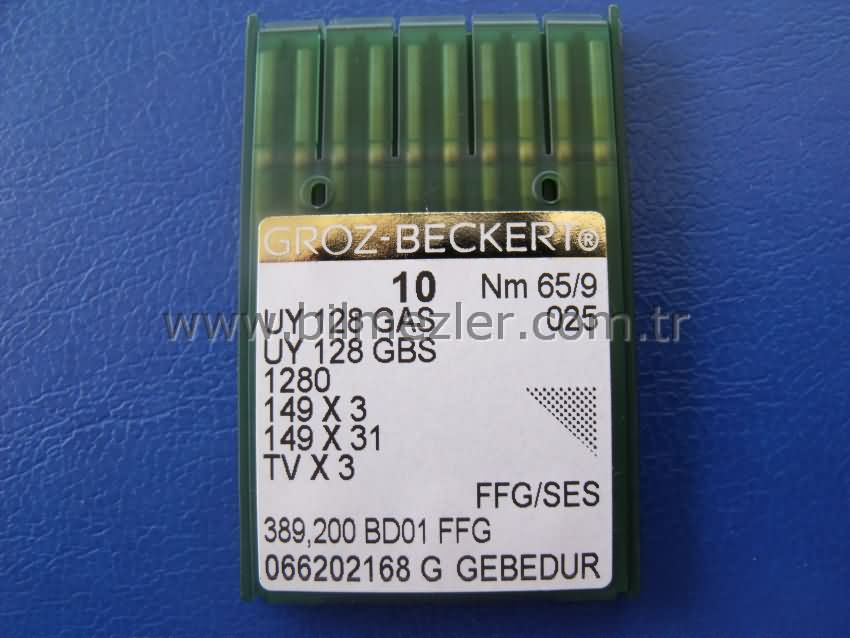 GROZ-BECKERT®
10 Nm 65/9
UY 128 GAS 025
www.bilmezler.com.tr
UY 128 GBS
1280
149 X 3
149 X 31
TV X 3
FFG/SES
389,200 BD01 FFG
066202168 G GEBEDUR